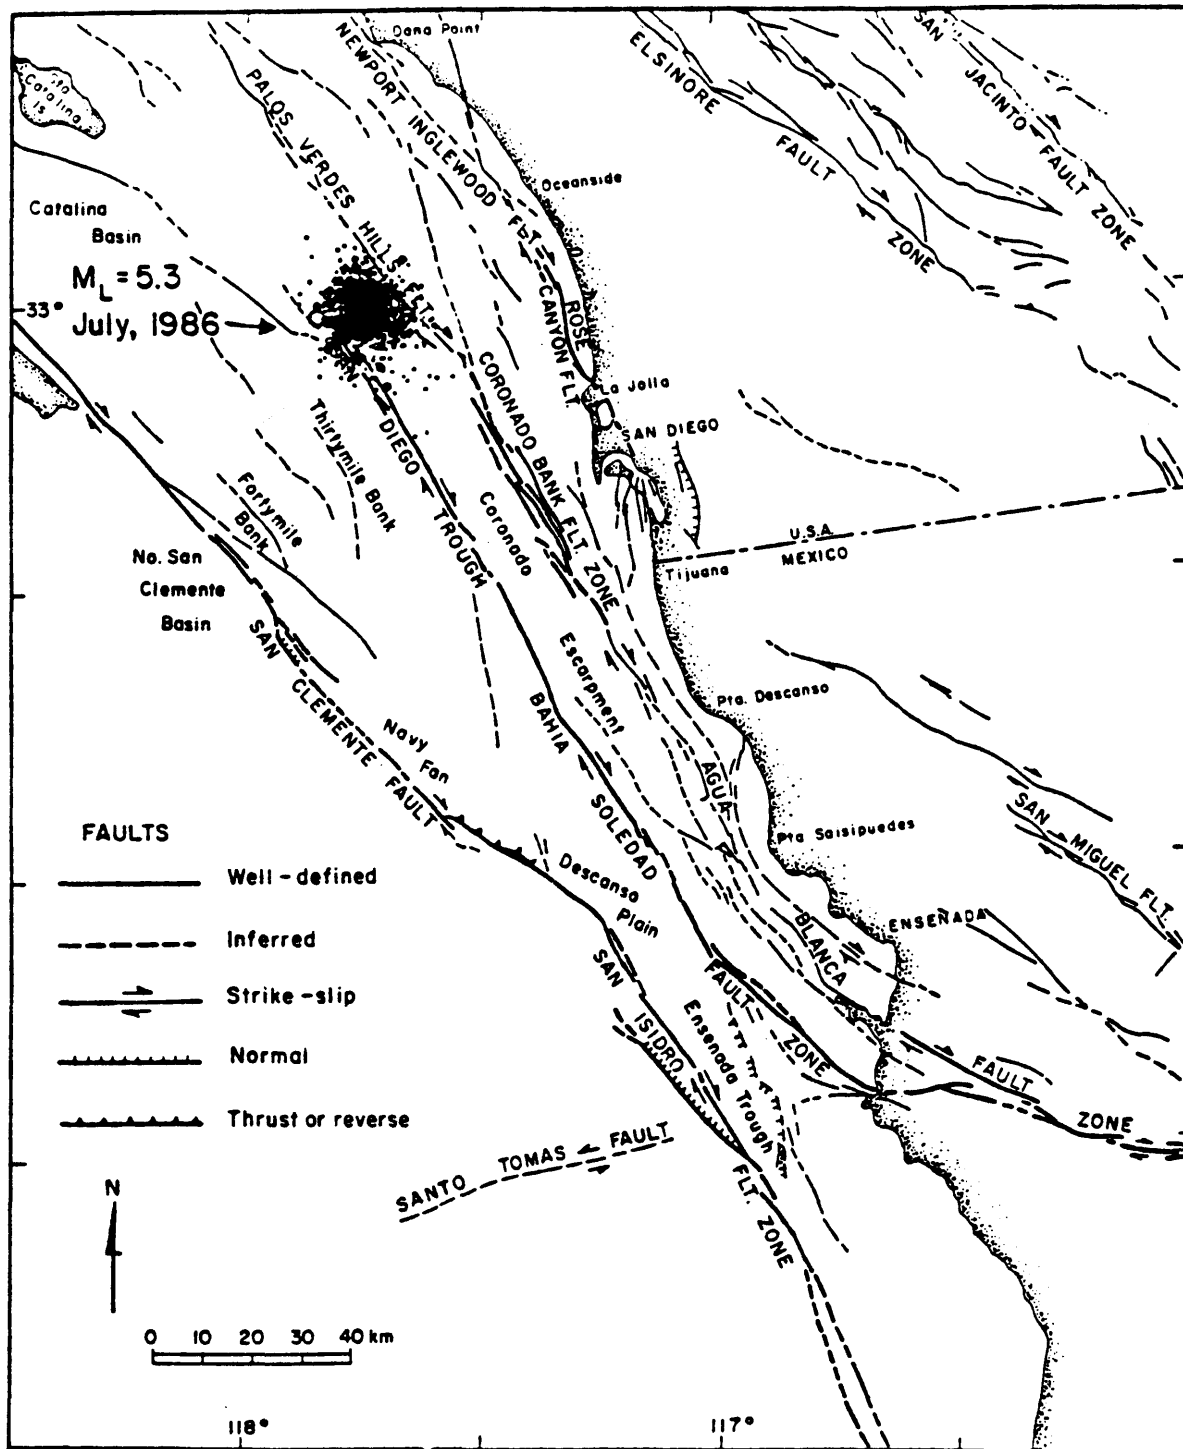 Dana Point
Sta
Catalina
Is
NEWPORT INGLEWOOD FLT.
PALOS VERDES HILLS FLT.
ELSINORE FAULT ZONE
SAN JACINTO FAULT ZONE
Oceanside
Catalina
Basin
M_L = 5.3
July, 1986
33°
ROSE
CANYON FLT.
La Jolla
SAN DIEGO
CORONADO BANK FLT. ZONE
DIEGO TROUGH
Thirtymile Bank
Fortymile
Bank
Coronado
Escarpment
U.S.A.
MEXICO
Tijuana
No. San
Clemente
Basin
SAN CLEMENTE FAULT
Navy
Fan
BAHIA SOLEDAD FAULT ZONE
Pta. Descanso
AGUA BLANCA FAULT ZONE
Pta Salsipuedes
SAN MIGUEL FLT.
ENSENADA
Descanso
Plain
SAN ISIDRO FLT. ZONE
Ensenada Trough
SANTO TOMAS FAULT
FAULTS
Well-defined
Inferred
Strike-slip
Normal
Thrust or reverse
N
0 10 20 30 40 km
118° 117°